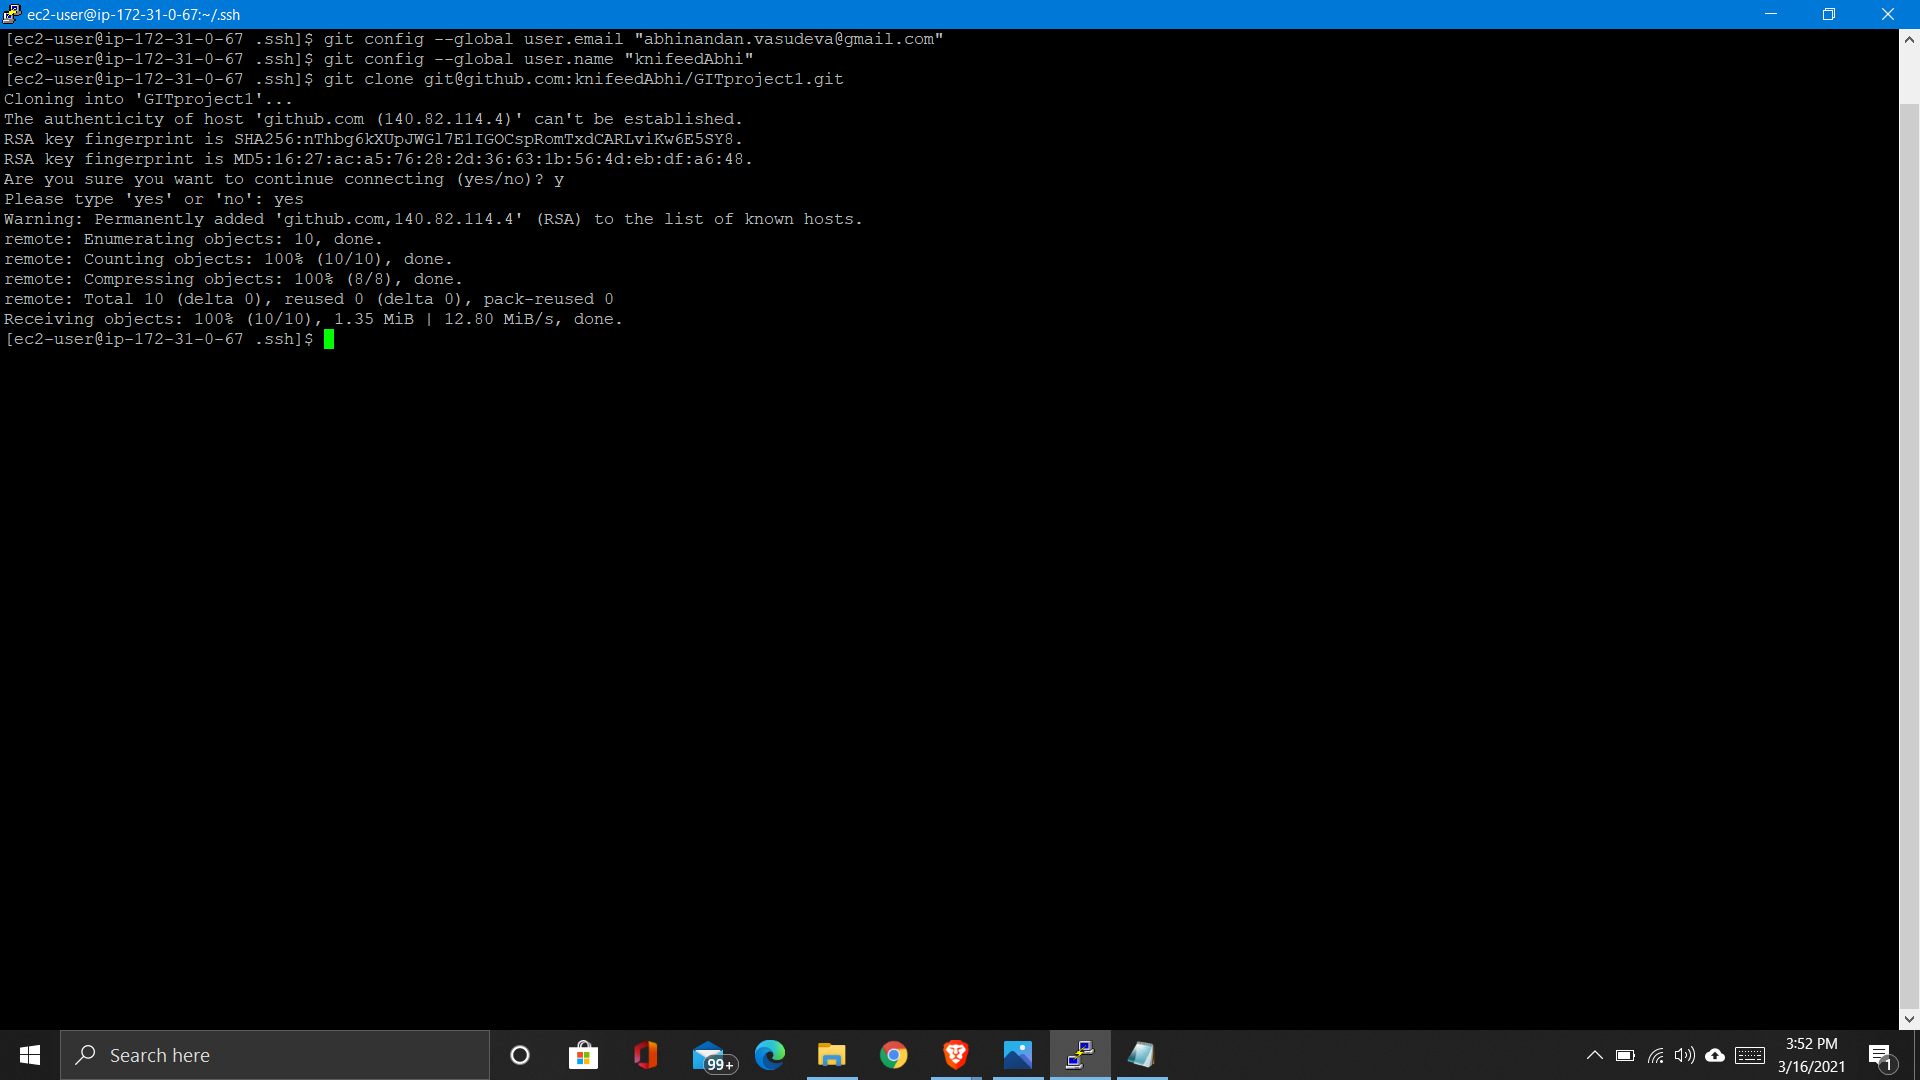 ec2-user@ip-172-31-0-67:~/.ssh
[ec2-user@ip-172-31-0-67 .ssh]$ git config --global user.email "abhinandan.vasudeva@gmail.com"
[ec2-user@ip-172-31-0-67 .ssh]$ git config --global user.name "knifeedAbhi"
[ec2-user@ip-172-31-0-67 .ssh]$ git clone git@github.com:knifeedAbhi/GITproject1.git
Cloning into 'GITproject1'...
The authenticity of host 'github.com (140.82.114.4)' can't be established.
RSA key fingerprint is SHA256:nThbg6kXUpJWGl7E1IGOCspRomTxdCARLviKw6E5SY8.
RSA key fingerprint is MD5:16:27:ac:a5:76:28:2d:36:63:1b:56:4d:eb:df:a6:48.
Are you sure you want to continue connecting (yes/no)? y
Please type 'yes' or 'no': yes
Warning: Permanently added 'github.com,140.82.114.4' (RSA) to the list of known hosts.
remote: Enumerating objects: 10, done.
remote: Counting objects: 100% (10/10), done.
remote: Compressing objects: 100% (8/8), done.
remote: Total 10 (delta 0), reused 0 (delta 0), pack-reused 0
Receiving objects: 100% (10/10), 1.35 MiB | 12.80 MiB/s, done.
[ec2-user@ip-172-31-0-67 .ssh]$
Search here
99+
3:52 PM
3/16/2021
1